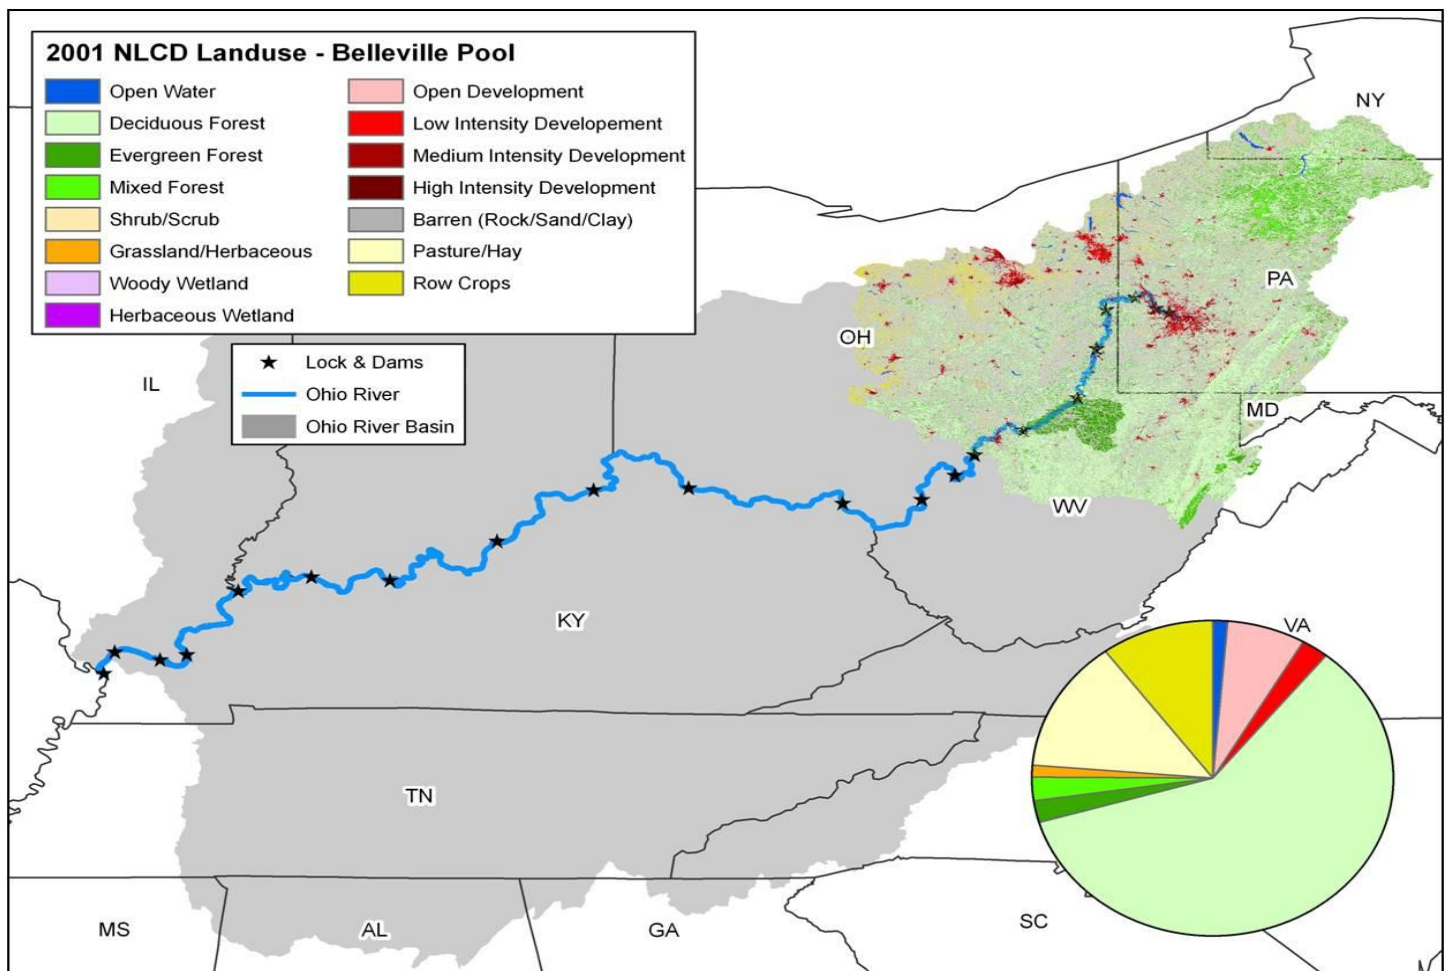 2001 NLCD Landuse - Belleville Pool
Open Water
Deciduous Forest
Evergreen Forest
Mixed Forest
Shrub/Scrub
Grassland/Herbaceous
Woody Wetland
Herbaceous Wetland
Open Development
Low Intensity Developement
Medium Intensity Development
High Intensity Development
Barren (Rock/Sand/Clay)
Pasture/Hay
Row Crops
Lock & Dams
Ohio River
Ohio River Basin
NY
PA
OH
IL
MD
WV
KY
VA
TN
MS
AL
GA
SC